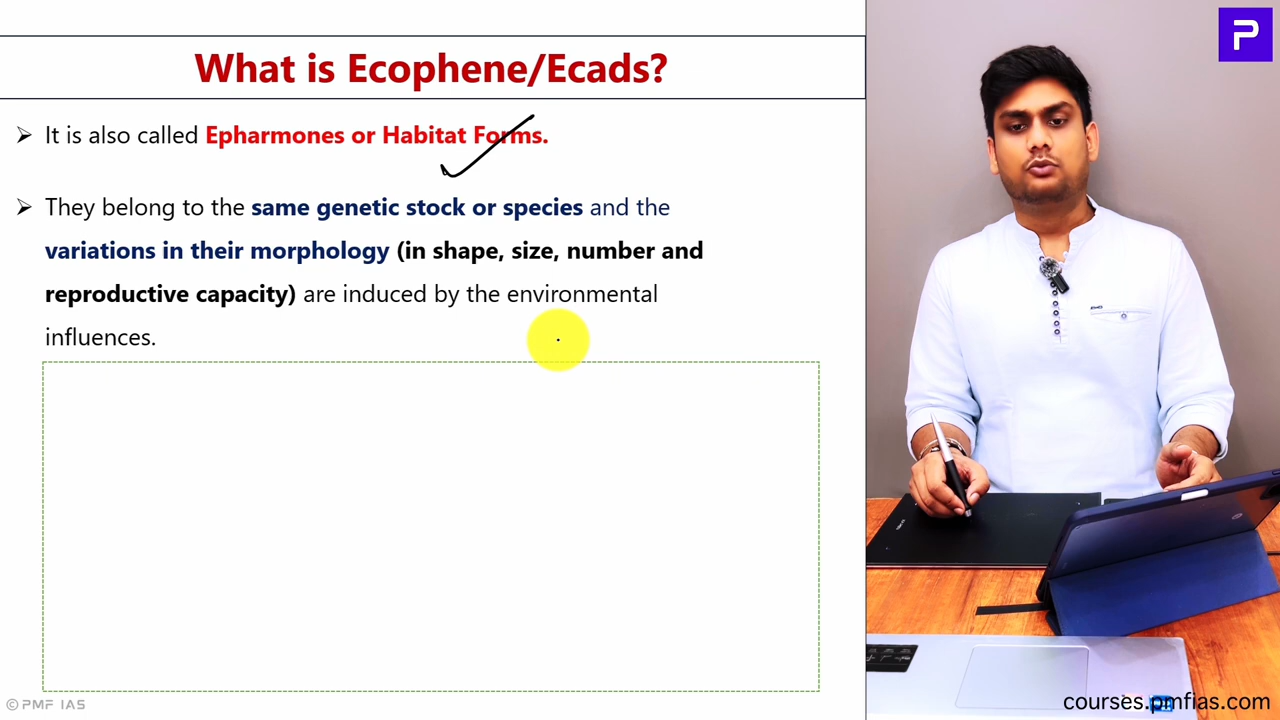 What is Ecophene/Ecads?
➢ It is also called Epharmones or Habitat Forms.
➢ They belong to the same genetic stock or species and the
variations in their morphology (in shape, size, number and
reproductive capacity) are induced by the environmental
influences.
© PMF IAS
P
courses.pmfias.com